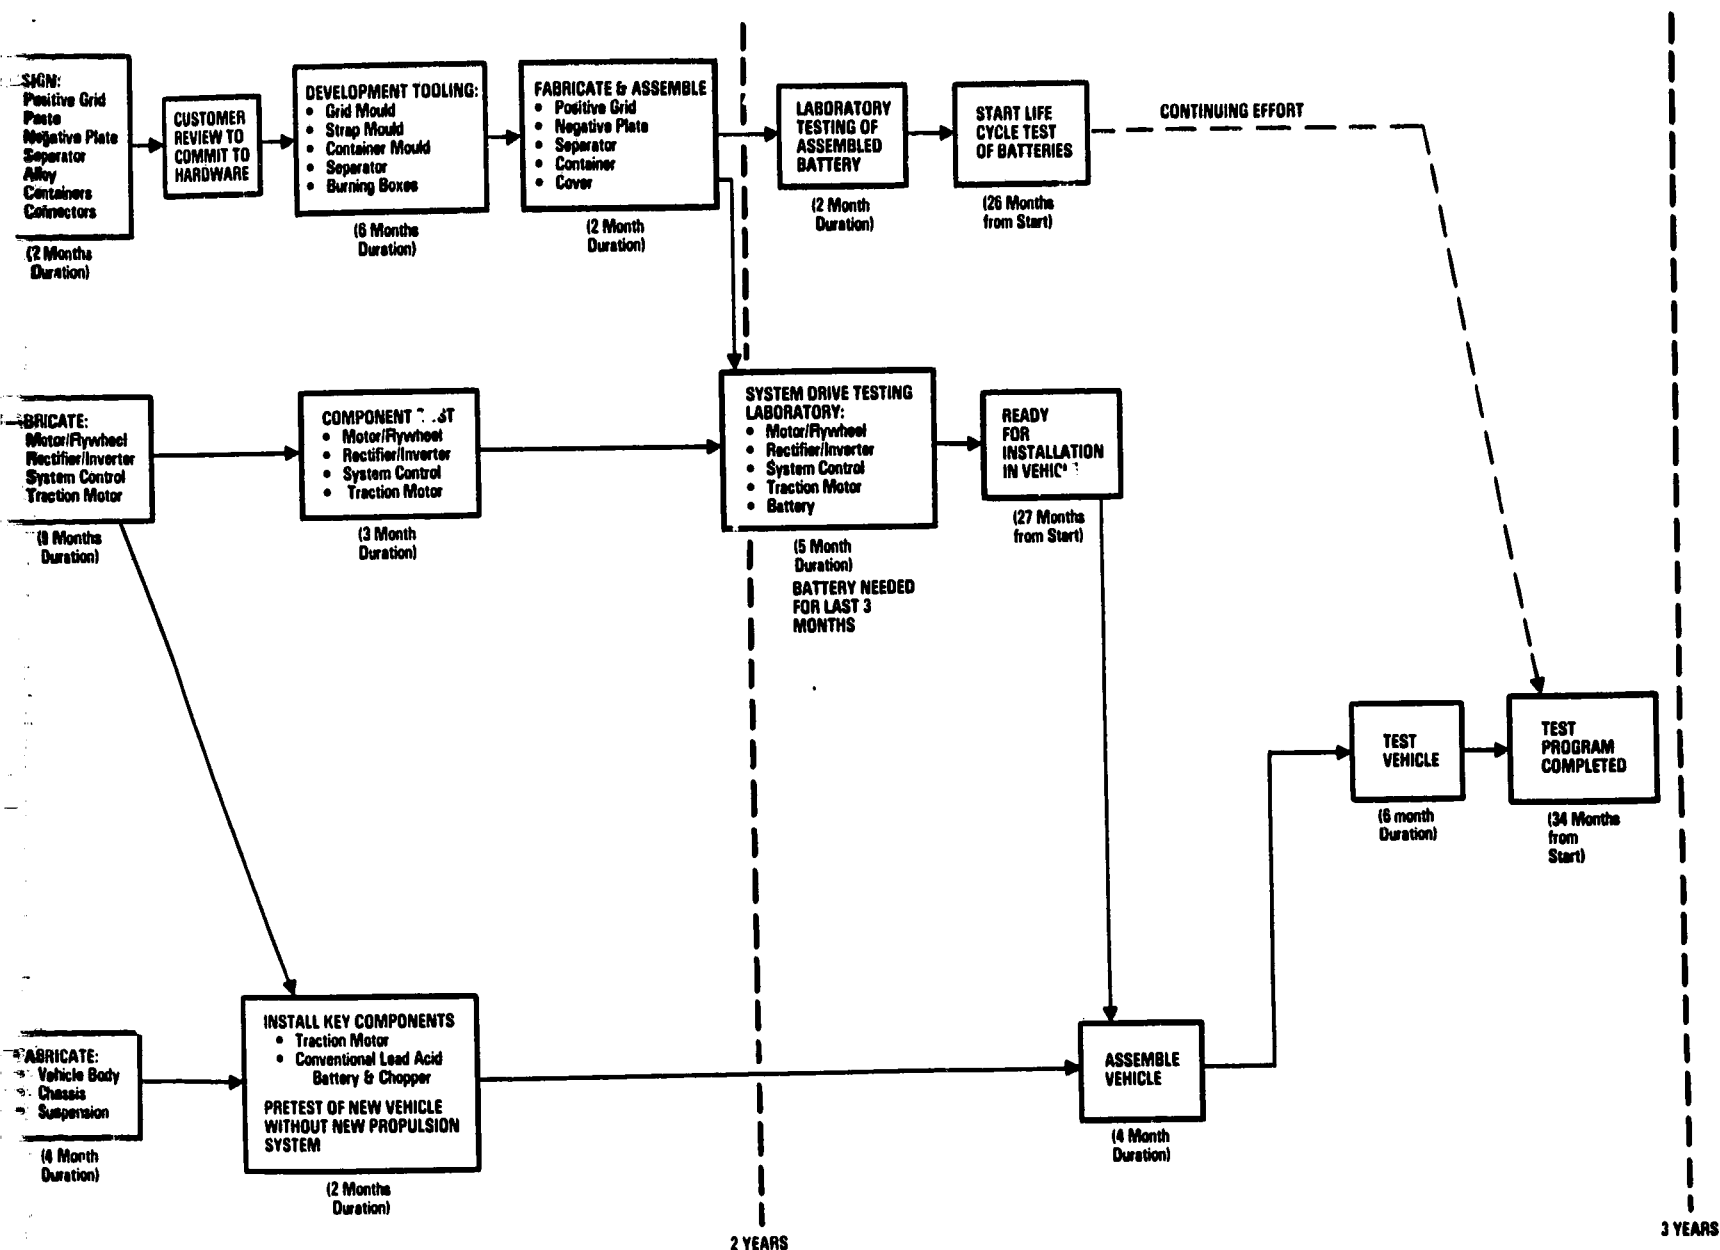 SIGN:
Positive Grid
Paste
Negative Plate
Separator
Alloy
Containers
Connectors
(2 Months
Duration)
CUSTOMER
REVIEW TO
COMMIT TO
HARDWARE
DEVELOPMENT TOOLING:
• Grid Mould
• Strap Mould
• Container Mould
• Separator
• Burning Boxes
(6 Months
Duration)
FABRICATE & ASSEMBLE
• Positive Grid
• Negative Plate
• Separator
• Container
• Cover
(2 Month
Duration)
LABORATORY
TESTING OF
ASSEMBLED
BATTERY
(2 Month
Duration)
START LIFE
CYCLE TEST
OF BATTERIES
(26 Months
from Start)
CONTINUING EFFORT
BRICATE:
Motor/Flywheel
Rectifier/Inverter
System Control
Traction Motor
Months
Duration)
COMPONENT
• Motor/Flywheel
• Rectifier/Inverter
• System Control
• Traction Motor
(3 Month
Duration)
SYSTEM DRIVE TESTING
LABORATORY:
• Motor/Flywheel
• Rectifier/Inverter
• System Control
• Traction Motor
• Battery
(5 Month
Duration)
BATTERY NEEDED
FOR LAST 3
MONTHS
READY
FOR
INSTALLATION
IN VEHIC
(27 Months
from Start)
TEST
VEHICLE
(6 month
Duration)
TEST
PROGRAM
COMPLETED
(34 Months
from
Start)
ABRICATE:
• Vehicle Body
• Chassis
• Suspension
(4 Month
Duration)
INSTALL KEY COMPONENTS
• Traction Motor
• Conventional Lead Acid
Battery & Chopper
PRETEST OF NEW VEHICLE
WITHOUT NEW PROPULSION
SYSTEM
(2 Months
Duration)
ASSEMBLE
VEHICLE
(4 Month
Duration)
2 YEARS
3 YEARS